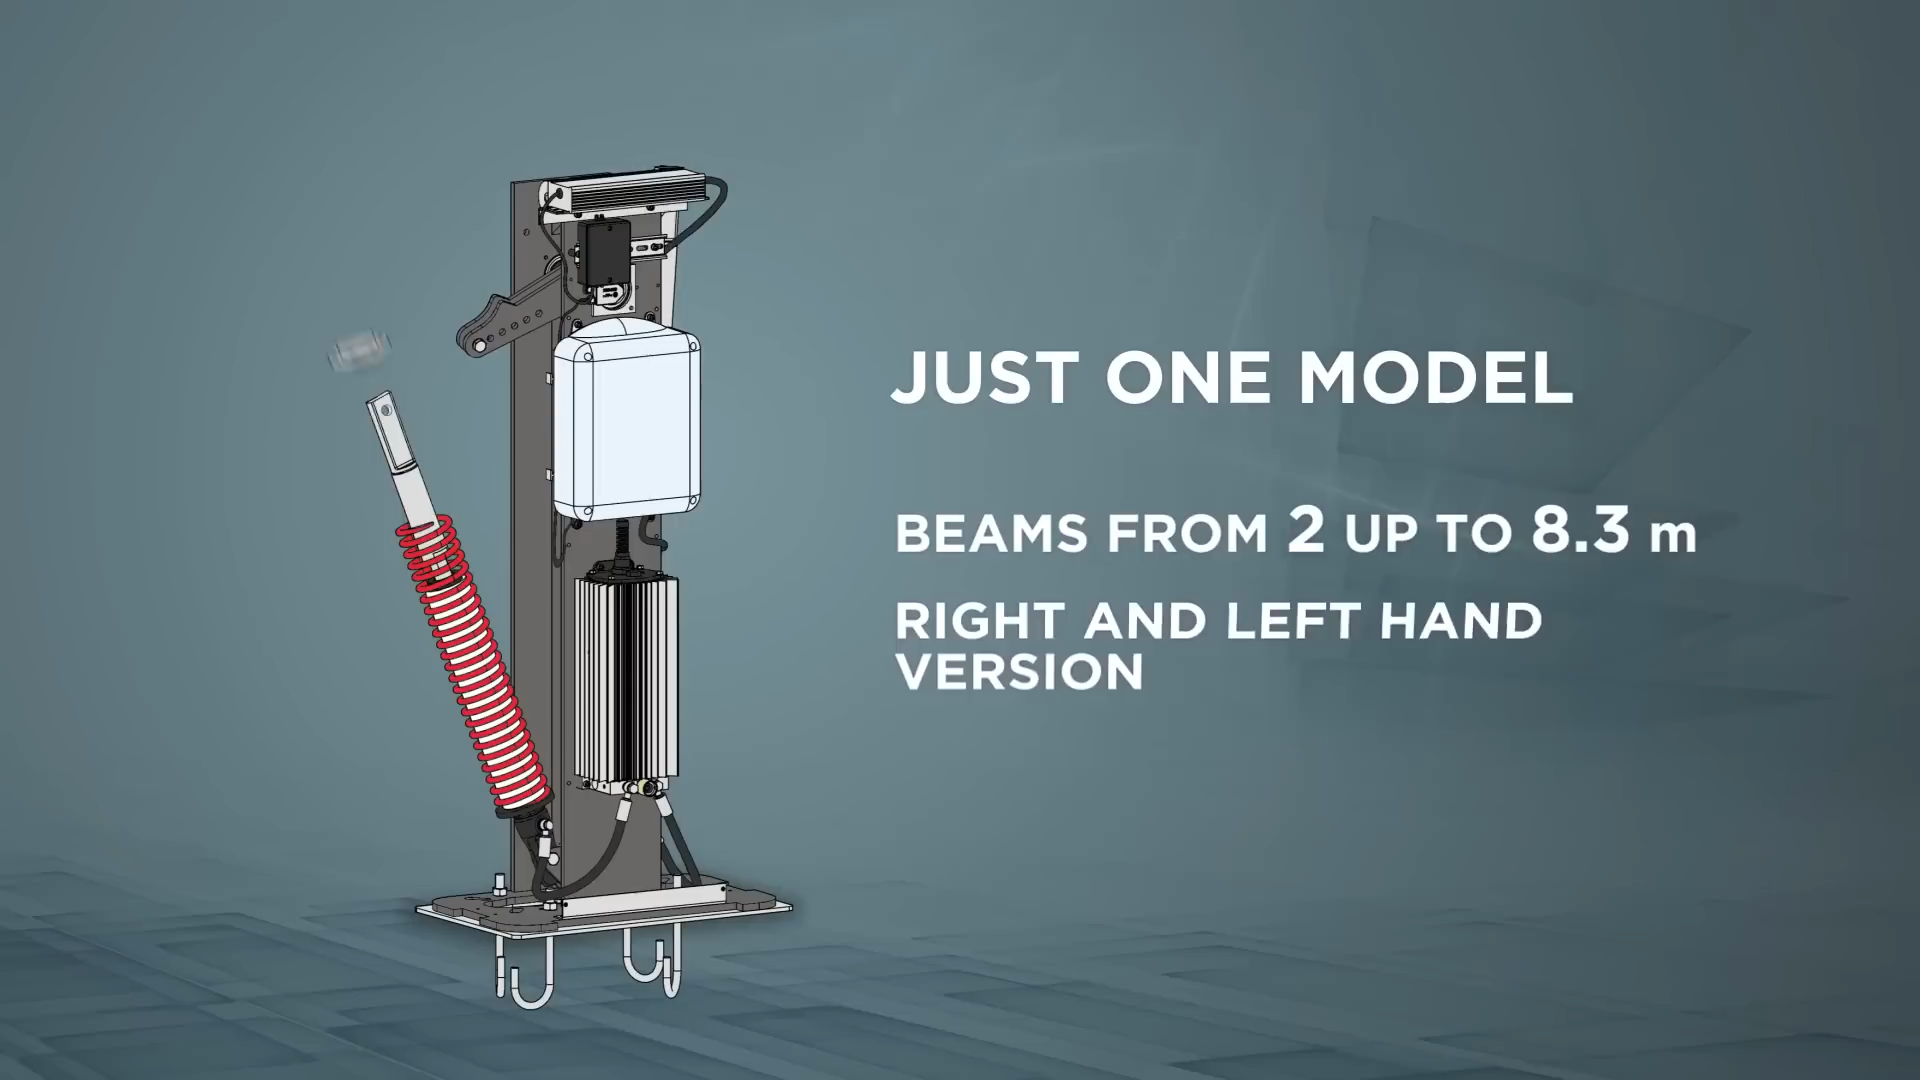 JUST ONE MODEL
BEAMS FROM 2 UP TO 8.3 m
RIGHT AND LEFT HAND
VERSION